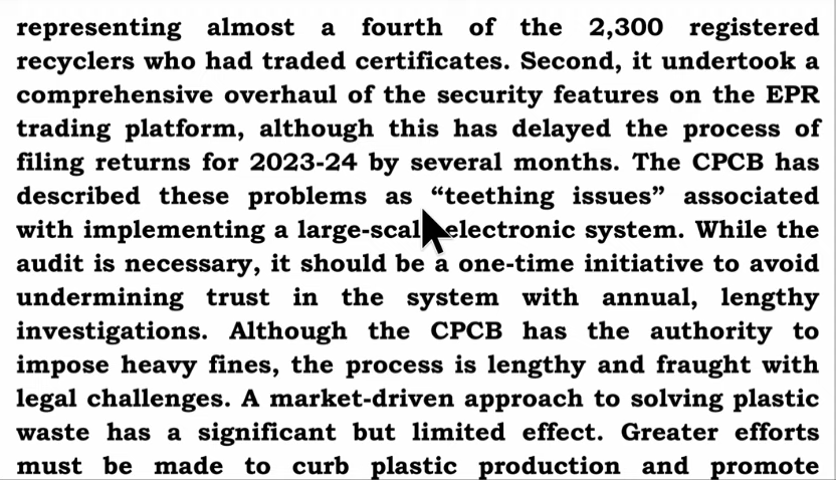 representing almost a fourth of the 2,300 registered
recyclers who had traded certificates. Second, it undertook a
comprehensive overhaul of the security features on the EPR
trading platform, although this has delayed the process of
filing returns for 2023-24 by several months. The CPCB has
described these problems as “teething issues” associated
with implementing a large-scale electronic system. While the
audit is necessary, it should be a one-time initiative to avoid
undermining trust in the system with annual, lengthy
investigations. Although the CPCB has the authority to
impose heavy fines, the process is lengthy and fraught with
legal challenges. A market-driven approach to solving plastic
waste has a significant but limited effect. Greater efforts
must be made to curb plastic production and promote